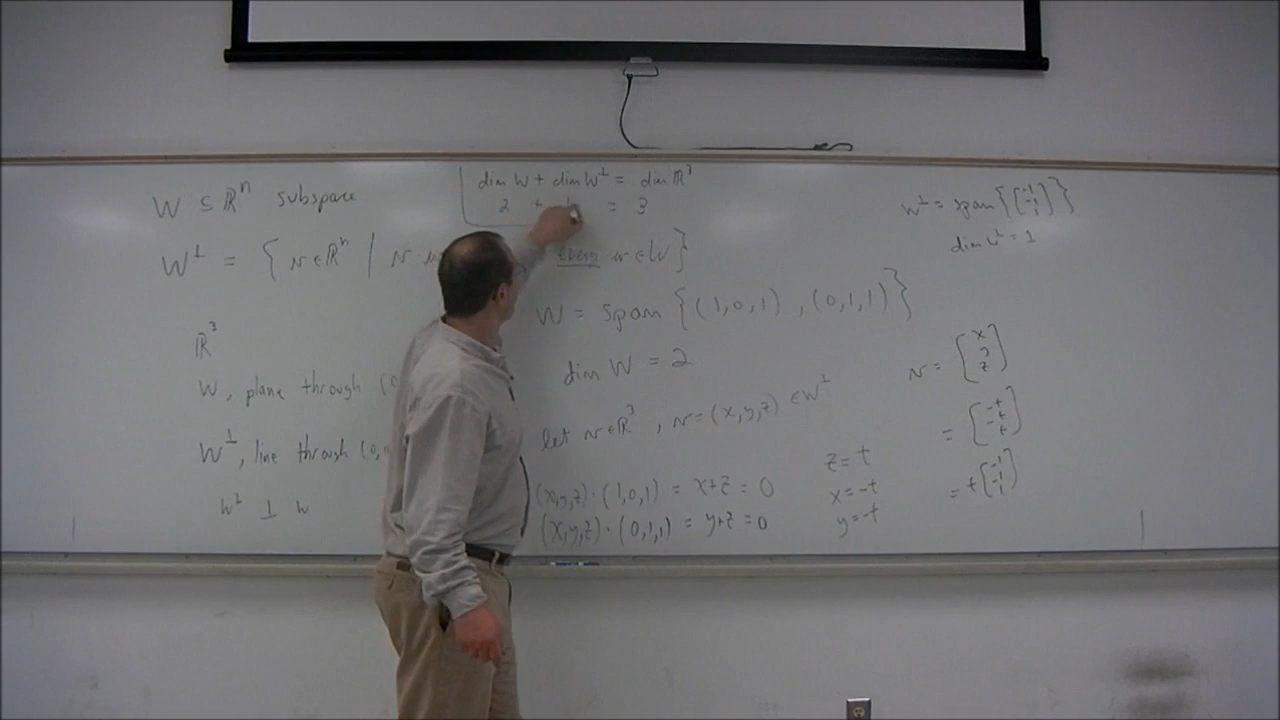 W ⊆ ℝⁿ subspace
dim W + dim W^⊥ = dim ℝ³
2 + = 3
W^⊥ = { v ∈ ℝⁿ | v every w ∈ W }
ℝ³
W, plane through (0
W^⊥, line through (0,
W^⊥ ⊥ W
W = span { (1,0,1) , (0,1,1) }
dim W = 2
let v ∈ ℝ³ , v = (x,y,z) ∈ W^⊥
(x,y,z) · (1,0,1) = x+z = 0
(x,y,z) · (0,1,1) = y+z = 0
z = t
x = -t
y = -t
W^⊥ = span { [-1 -1 1] }
dim W^⊥ = 1
v = [x y z]
= [-t -t t]
= t [-1 -1 1]